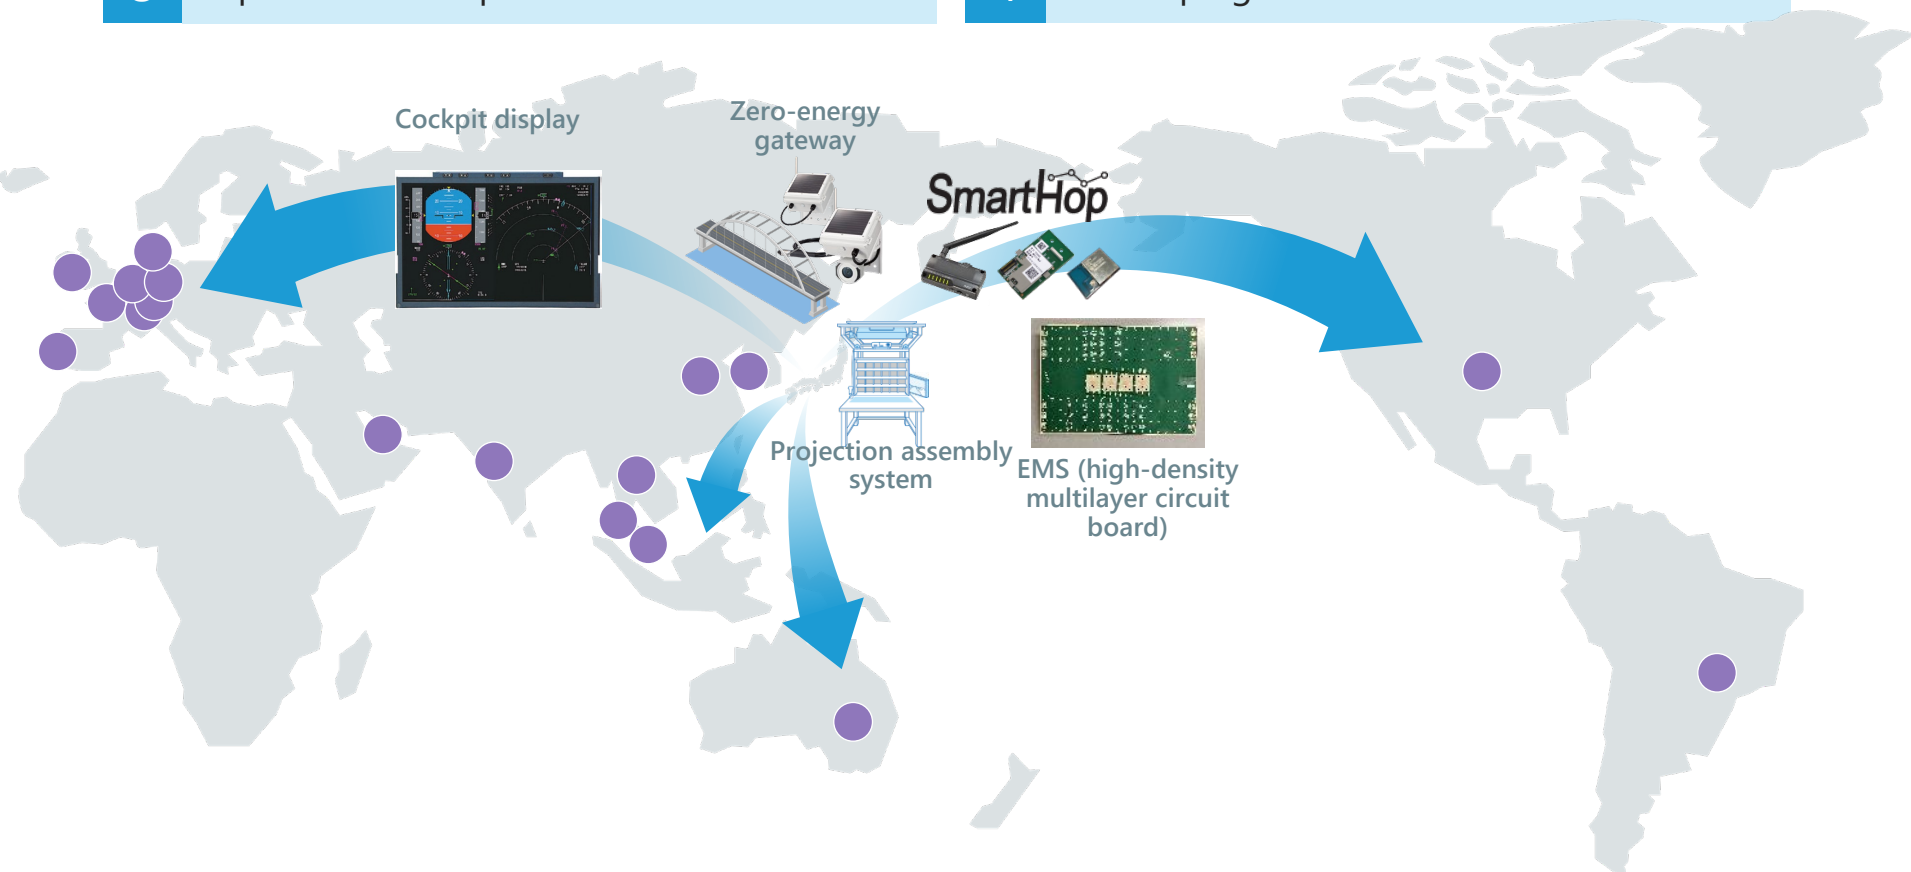 Cockpit display
Zero-energy
gateway
SmartHop
Projection assembly
system
EMS (high-density
multilayer circuit
board)